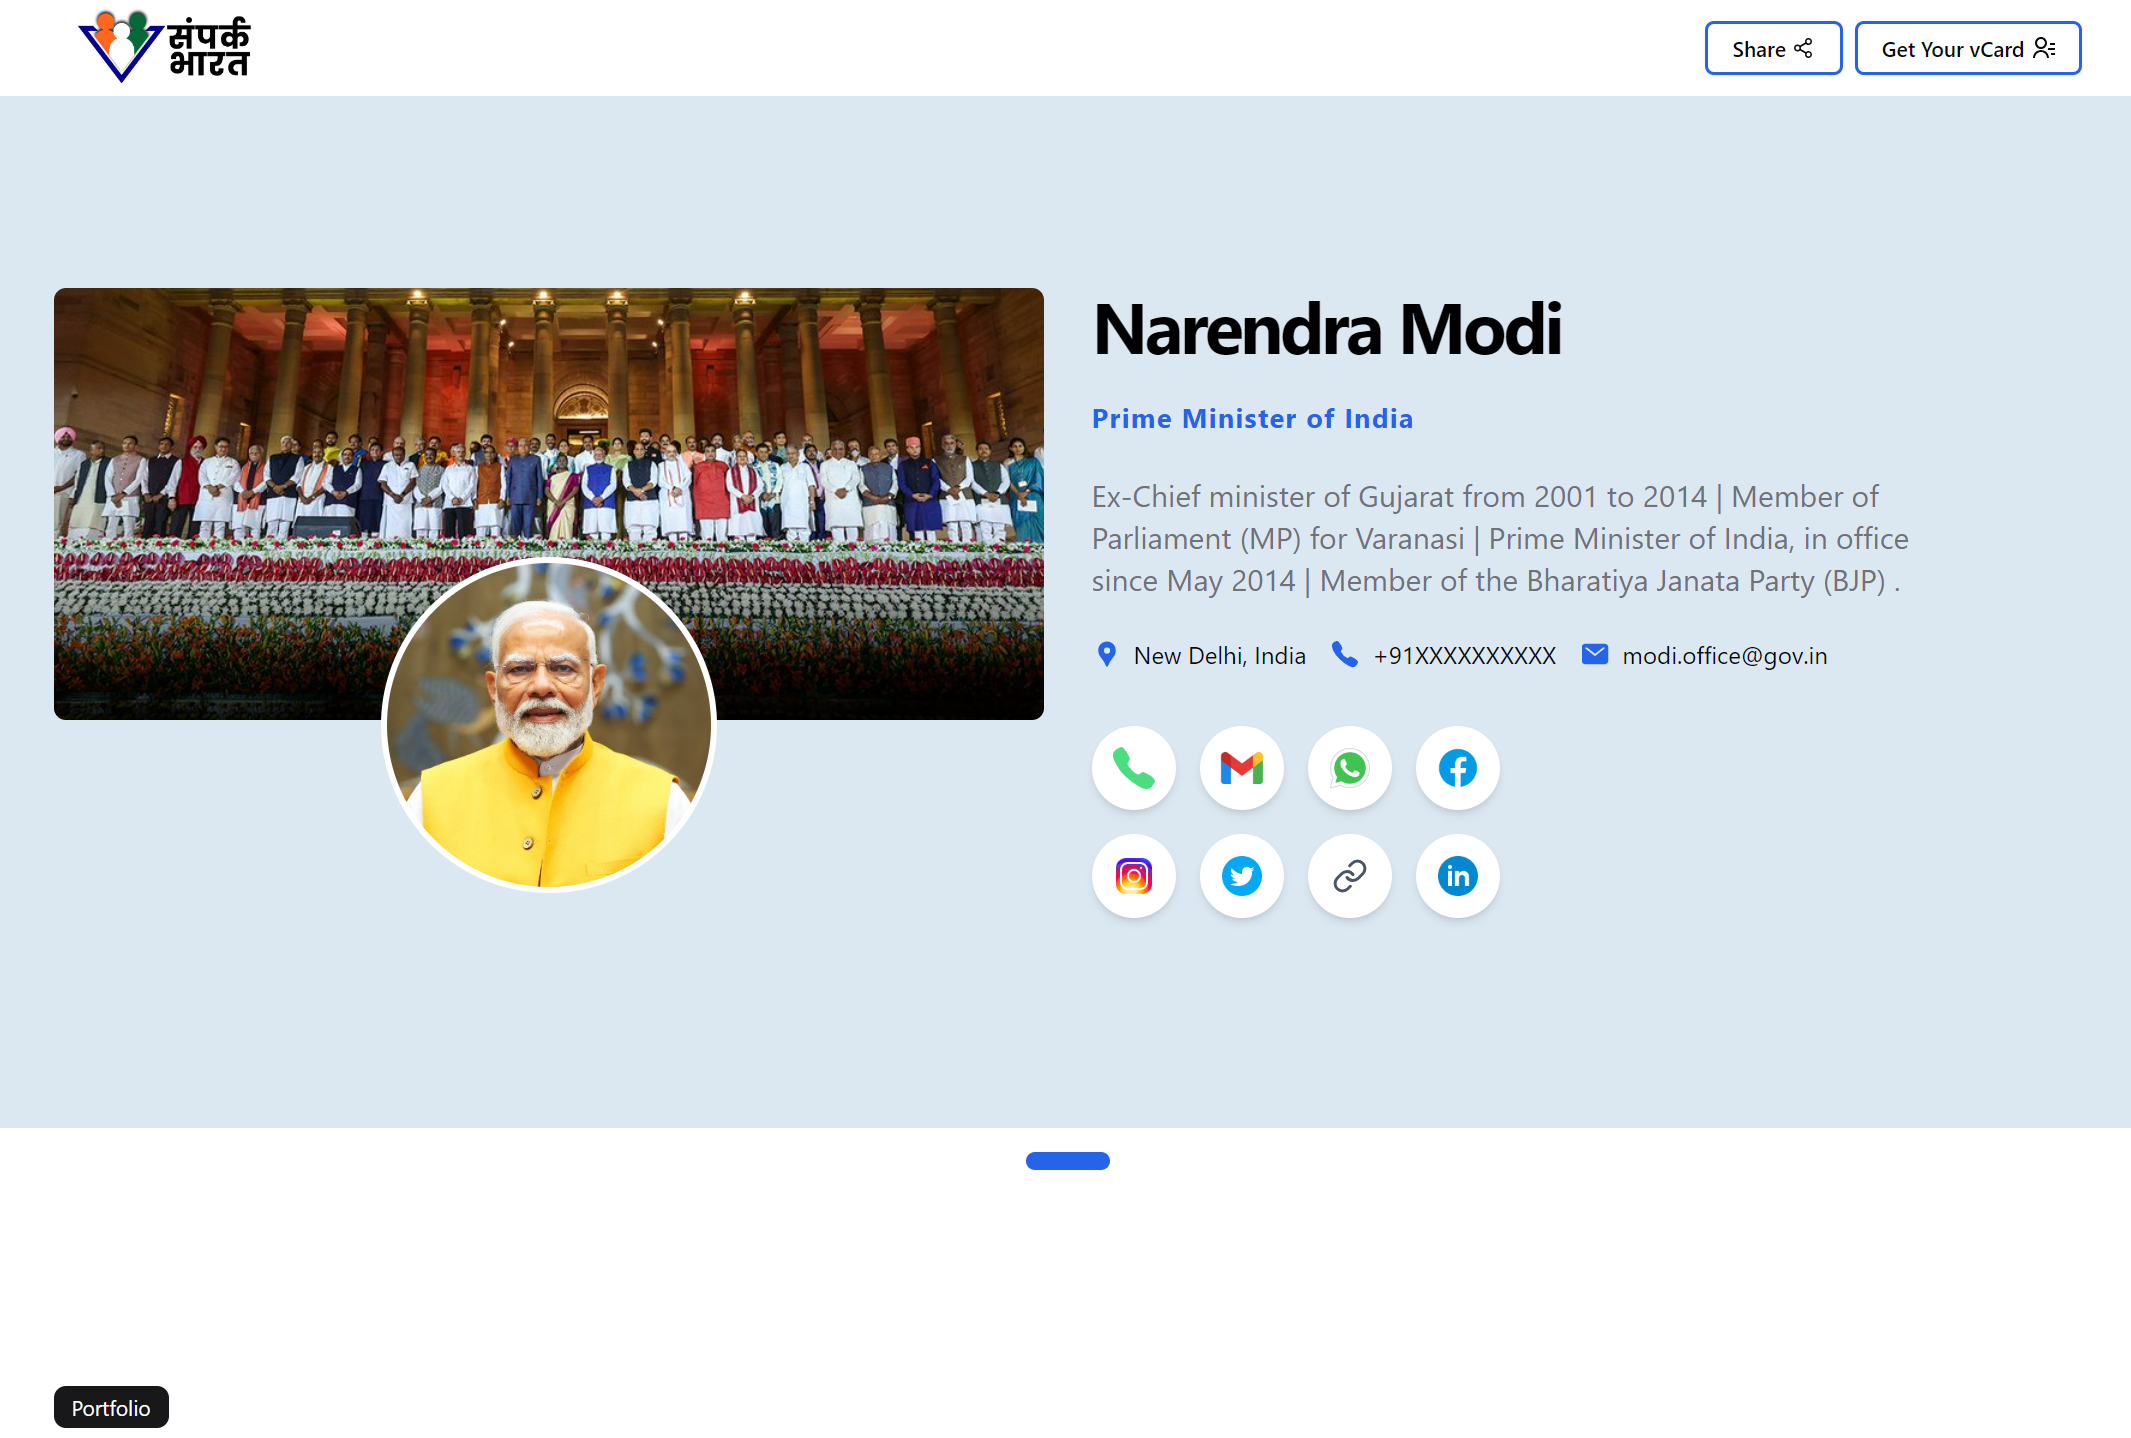 संपर्क
भारत
Share
Get Your vCard
Narendra Modi
Prime Minister of India
Ex-Chief minister of Gujarat from 2001 to 2014 | Member of
Parliament (MP) for Varanasi | Prime Minister of India, in office
since May 2014 | Member of the Bharatiya Janata Party (BJP) .
New Delhi, India
+91XXXXXXXXXX
modi.office@gov.in
Portfolio